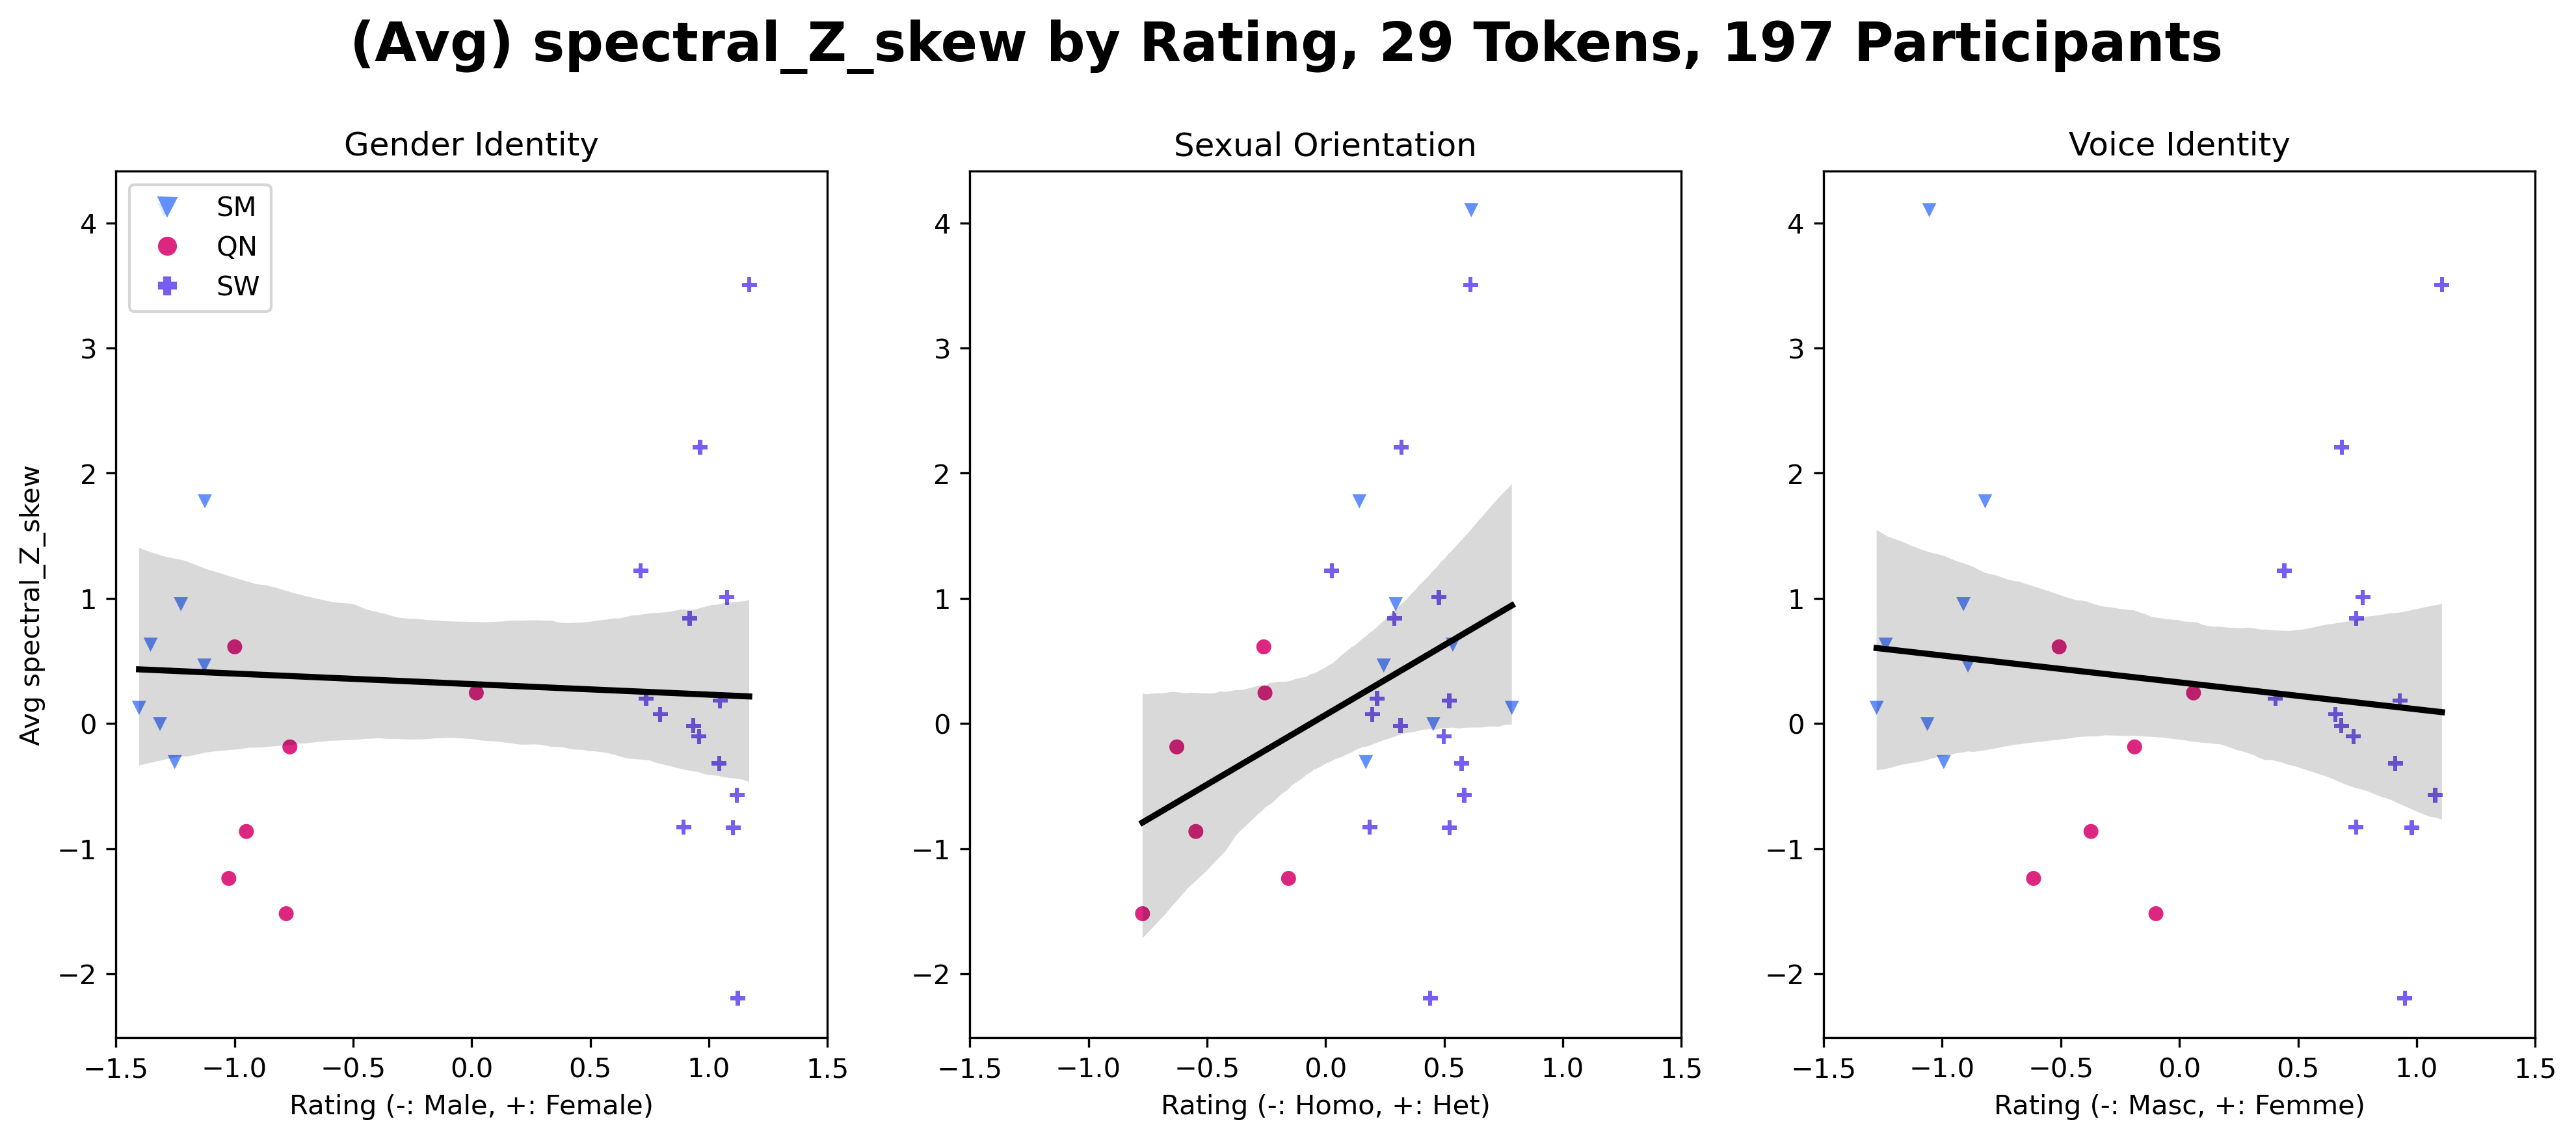 (Avg) spectral_Z_skew by Rating, 29 Tokens, 197 Participants
Gender Identity
Sexual Orientation
Voice Identity
SM
QN
SW
Avg spectral_Z_skew
4
3
2
1
0
−1
−2
−1.5 −1.0 −0.5 0.0 0.5 1.0 1.5
Rating (-: Male, +: Female)
4
3
2
1
0
−1
−2
−1.5 −1.0 −0.5 0.0 0.5 1.0 1.5
Rating (-: Homo, +: Het)
4
3
2
1
0
−1
−2
−1.5 −1.0 −0.5 0.0 0.5 1.0 1.5
Rating (-: Masc, +: Femme)